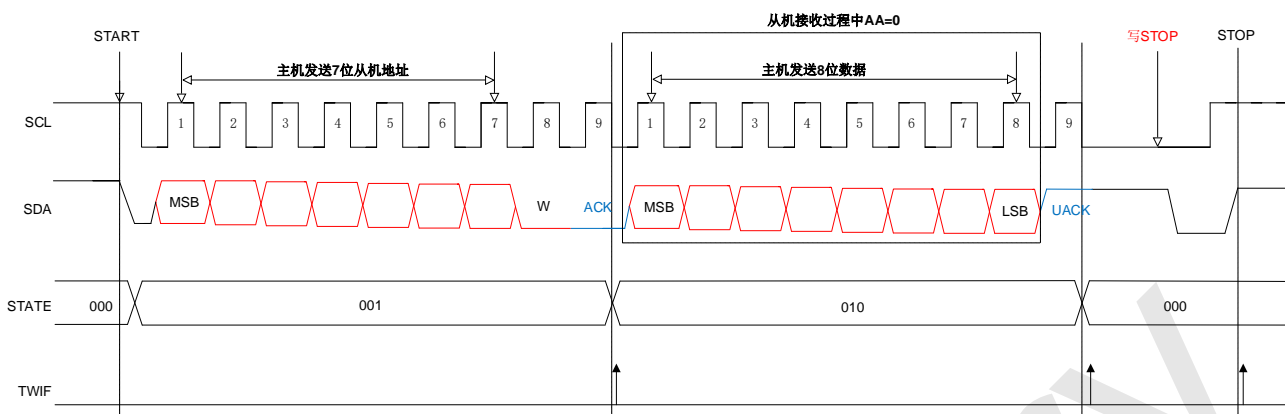 从机接收过程中AA=0
START
写STOP
STOP
主机发送7位从机地址
主机发送8位数据
SCL
1 2 3 4 5 6 7 8 9 1 2 3 4 5 6 7 8 9
SDA
MSB W ACK MSB LSB UACK
STATE 000 001 010 000
TWIF